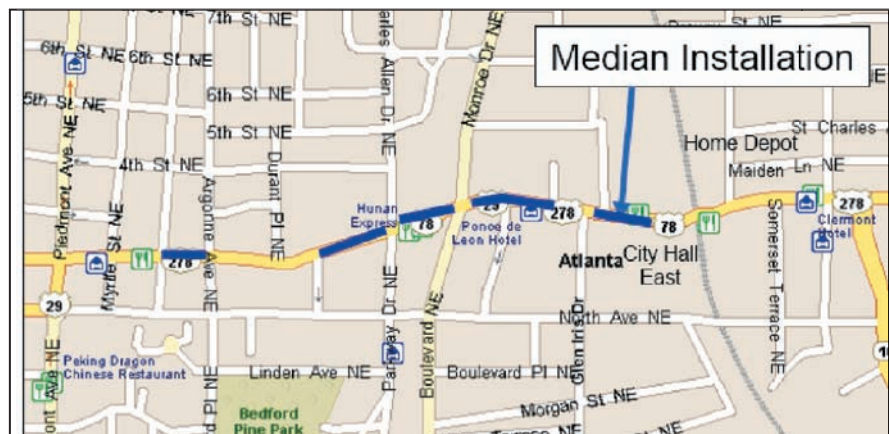 7th St NE
6th St NE
6th St NE
5th St NE
6th St NE
5th St NE
4th St NE
Piedmont Ave NE
Myrtle St NE
Argonne Ave NE
Durant Pl NE
Allen Dr NE
Monroe Dr NE
Median Installation
Home Depot
St Charles
Maiden Ln NE
Hunan
Express
78
278
Ponce de
Leon Hotel
78
278
Clermont
Hotel
278
Atlanta
City Hall
East
29
North Ave NE
Glen Iris Dr
Somerset Terrace NE
Peking Dragon
Chinese Restaurant
Linden Ave NE
Parkway Dr NE
Boulevard NE
Boulevard Pl NE
Morgan St NE
Bedford
Pine Park